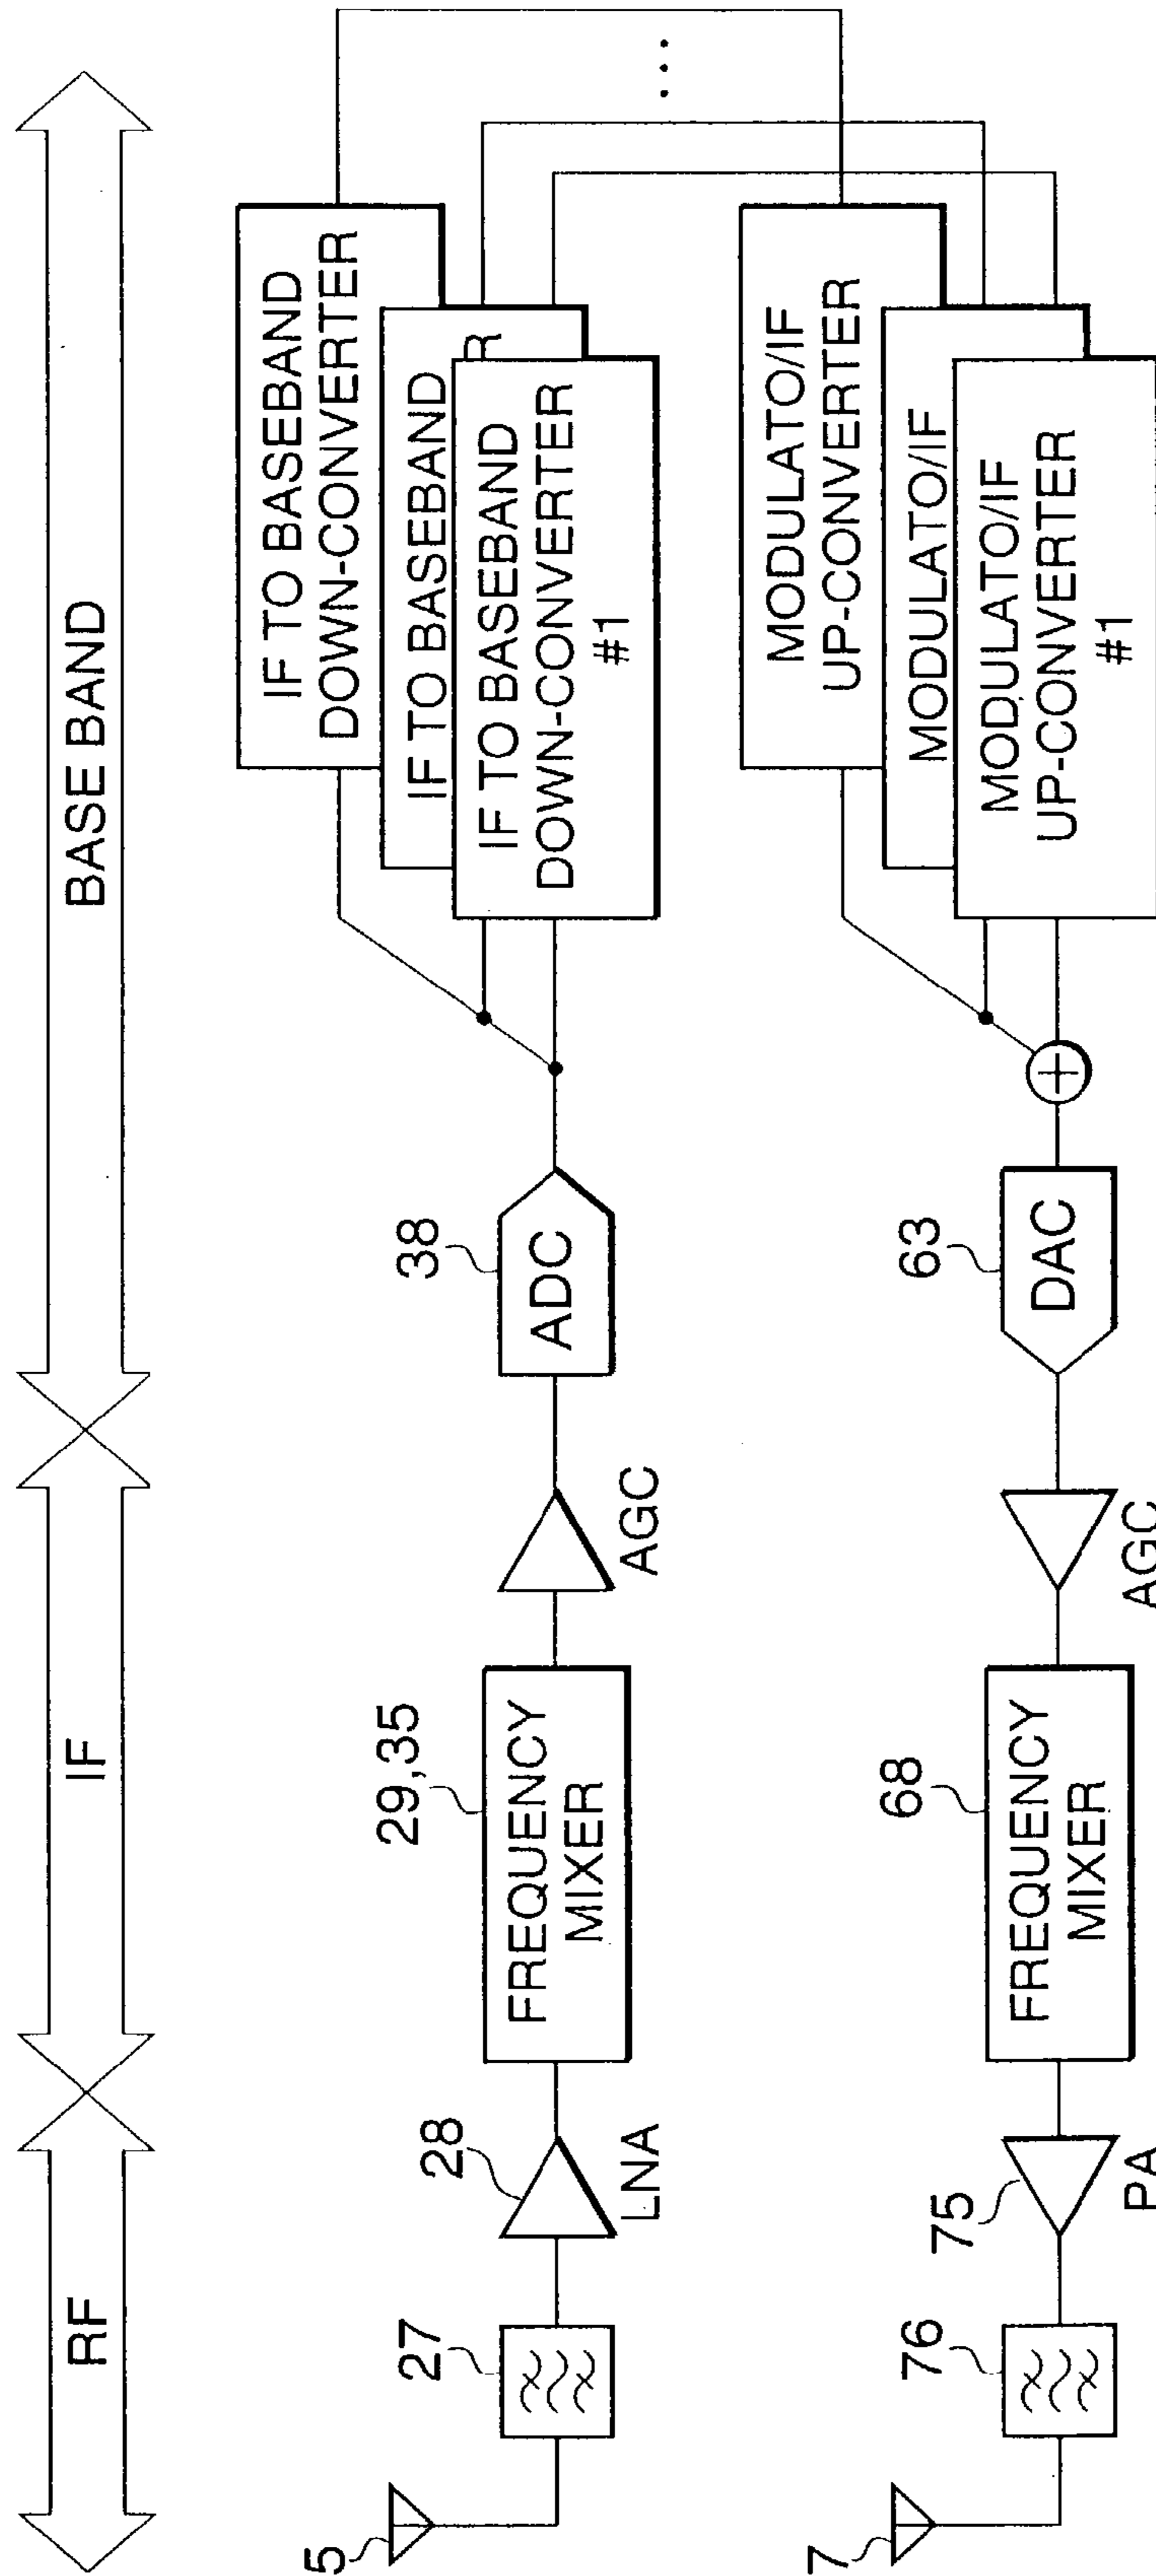 RF
IF
BASE BAND
5
27
28
LNA
29,35
FREQUENCY
MIXER
AGC
38
ADC
IF TO BASEBAND
DOWN-CONVERTER
IF TO BASEBAND
R
IF TO BASEBAND
DOWN-CONVERTER
#1
...
7
76
75
PA
68
FREQUENCY
MIXER
AGC
63
DAC
+
MODULATO/IF
UP-CONVERTER
MODULATO/IF
MODULATO/IF
UP-CONVERTER
#1